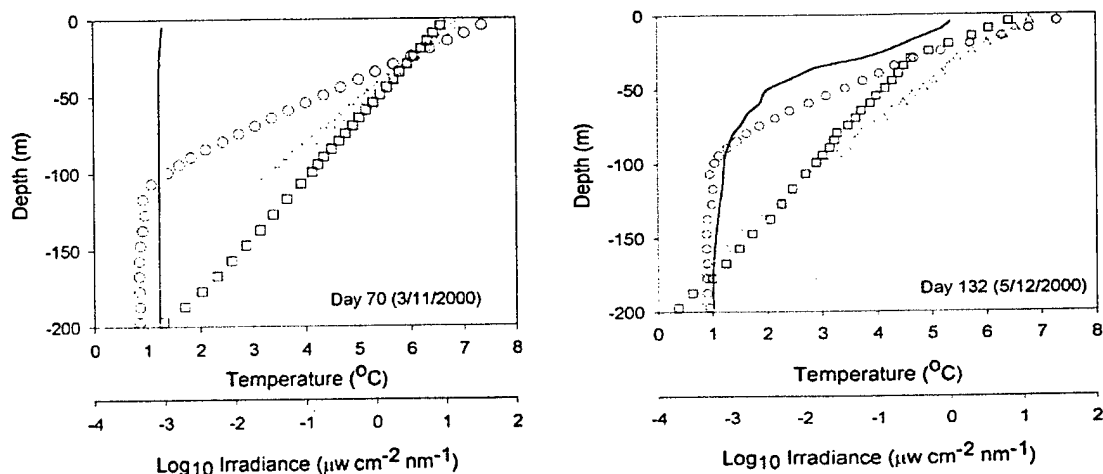 0
-50
-100
-150
-200
Depth (m)
Day 70 (3/11/2000)
0 1 2 3 4 5 6 7 8
Temperature (°C)
-4 -3 -2 -1 0 1 2
Log10 Irradiance (μw cm-2 nm-1)
0
-50
-100
-150
-200
Depth (m)
Day 132 (5/12/2000)
0 1 2 3 4 5 6 7 8
Temperature (°C)
-4 -3 -2 -1 0 1 2
Log10 Irradiance (μw cm-2 nm-1)